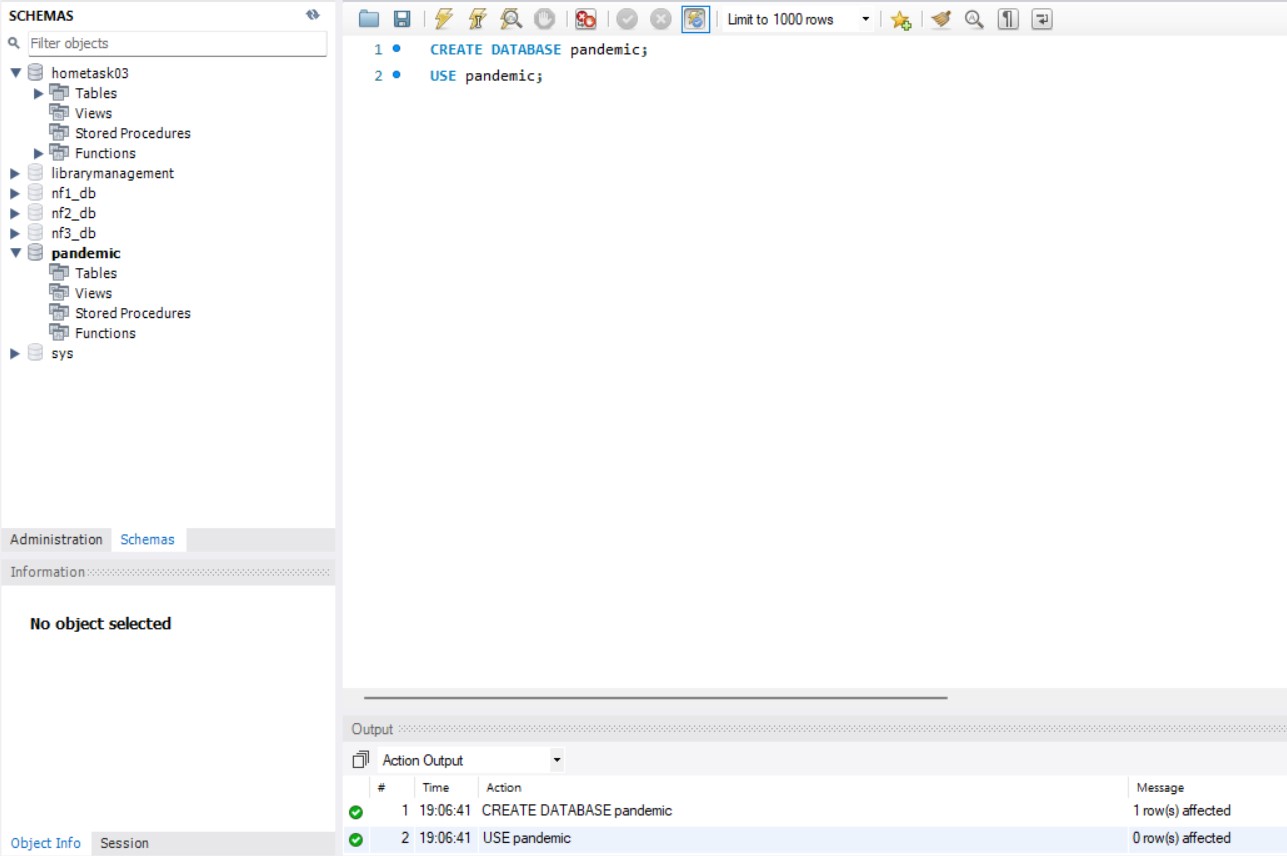 SCHEMAS
Filter objects
hometask03
Tables
Views
Stored Procedures
Functions
librarymanagement
nf1_db
nf2_db
nf3_db
pandemic
Tables
Views
Stored Procedures
Functions
sys
Administration Schemas
Information
No object selected
Object Info Session
Limit to 1000 rows
1 CREATE DATABASE pandemic;
2 USE pandemic;
Output
Action Output
# Time Action Message
1 19:06:41 CREATE DATABASE pandemic 1 row(s) affected
2 19:06:41 USE pandemic 0 row(s) affected